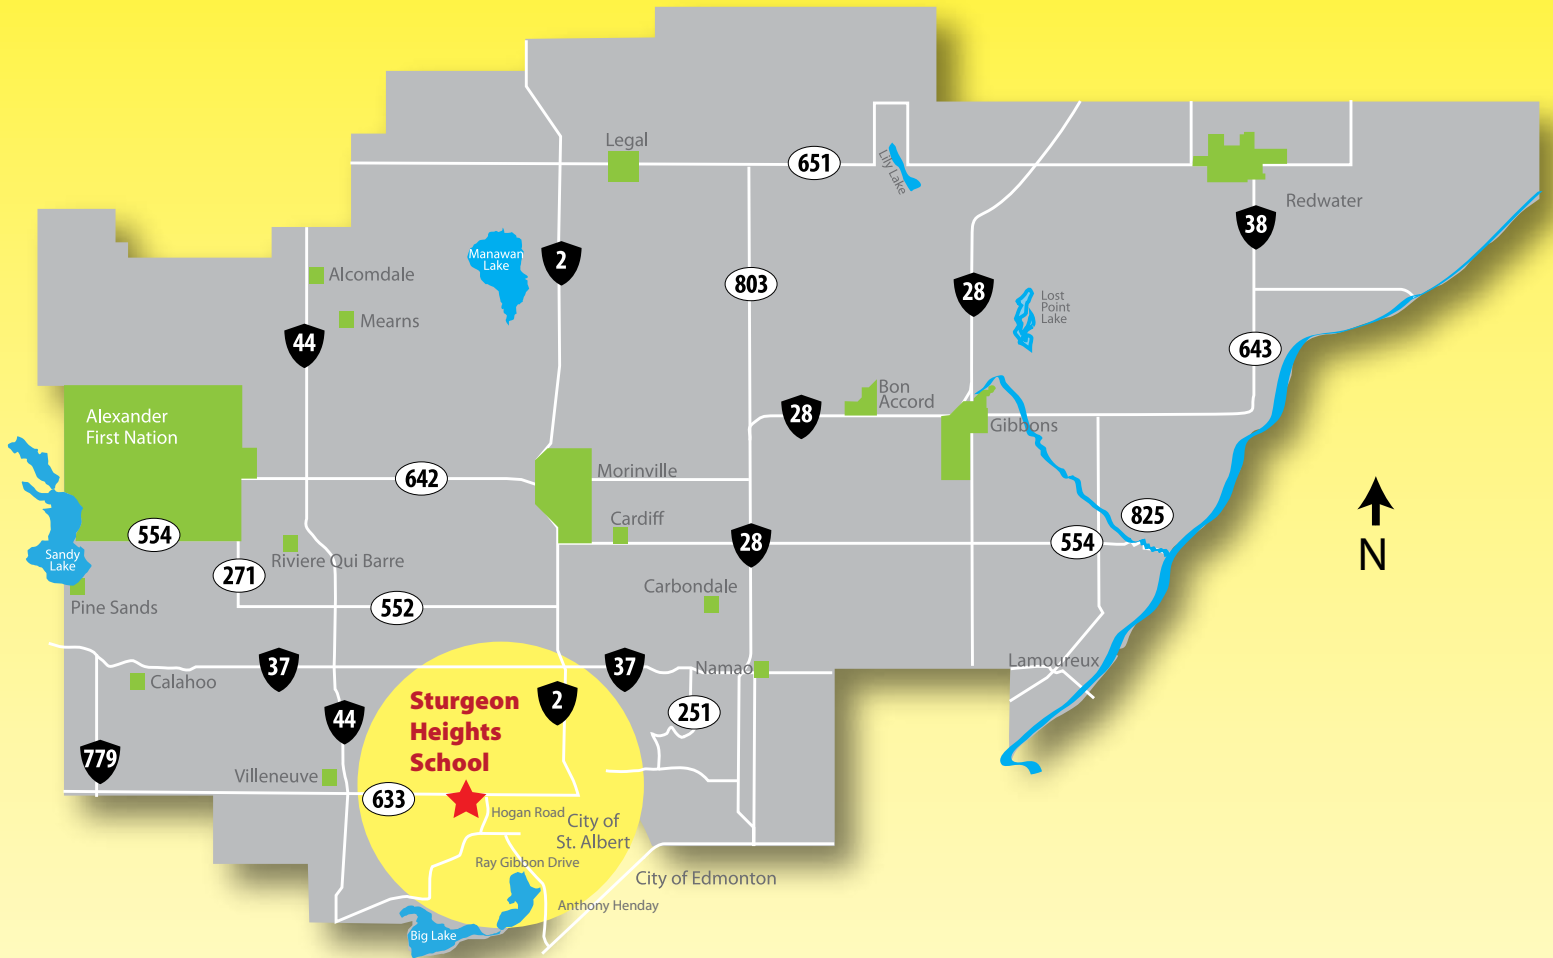 Legal
651
Lily Lake
Redwater
38
Manawan
Lake
2
Alcomdale
803
28
Lost
Point
Lake
Mearns
44
643
Bon
Accord
28
Alexander
First Nation
Gibbons
Morinville
642
825
Cardiff
554
28
554
N
Sandy
Lake
Riviere Qui Barre
271
Carbondale
Pine Sands
552
37
37
Namao
Lamoureux
Calahoo
Sturgeon
Heights
School
2
251
44
779
Villeneuve
633
Hogan Road
City of
St. Albert
Ray Gibbon Drive
City of Edmonton
Anthony Henday
Big Lake